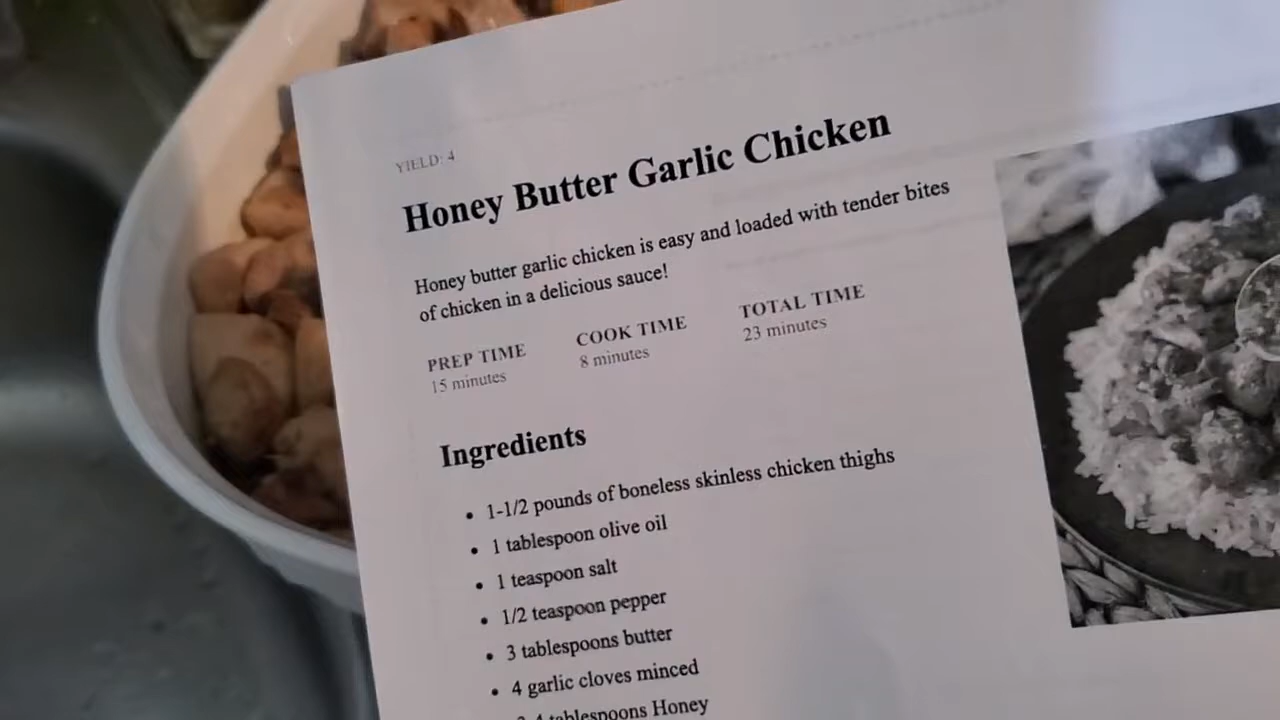 YIELD: 4
Honey Butter Garlic Chicken
Honey butter garlic chicken is easy and loaded with tender bites
of chicken in a delicious sauce!
PREP TIME
15 minutes
COOK TIME
8 minutes
TOTAL TIME
23 minutes
Ingredients
• 1-1/2 pounds of boneless skinless chicken thighs
• 1 tablespoon olive oil
• 1 teaspoon salt
• 1/2 teaspoon pepper
• 3 tablespoons butter
• 4 garlic cloves minced
tablespoons Honey